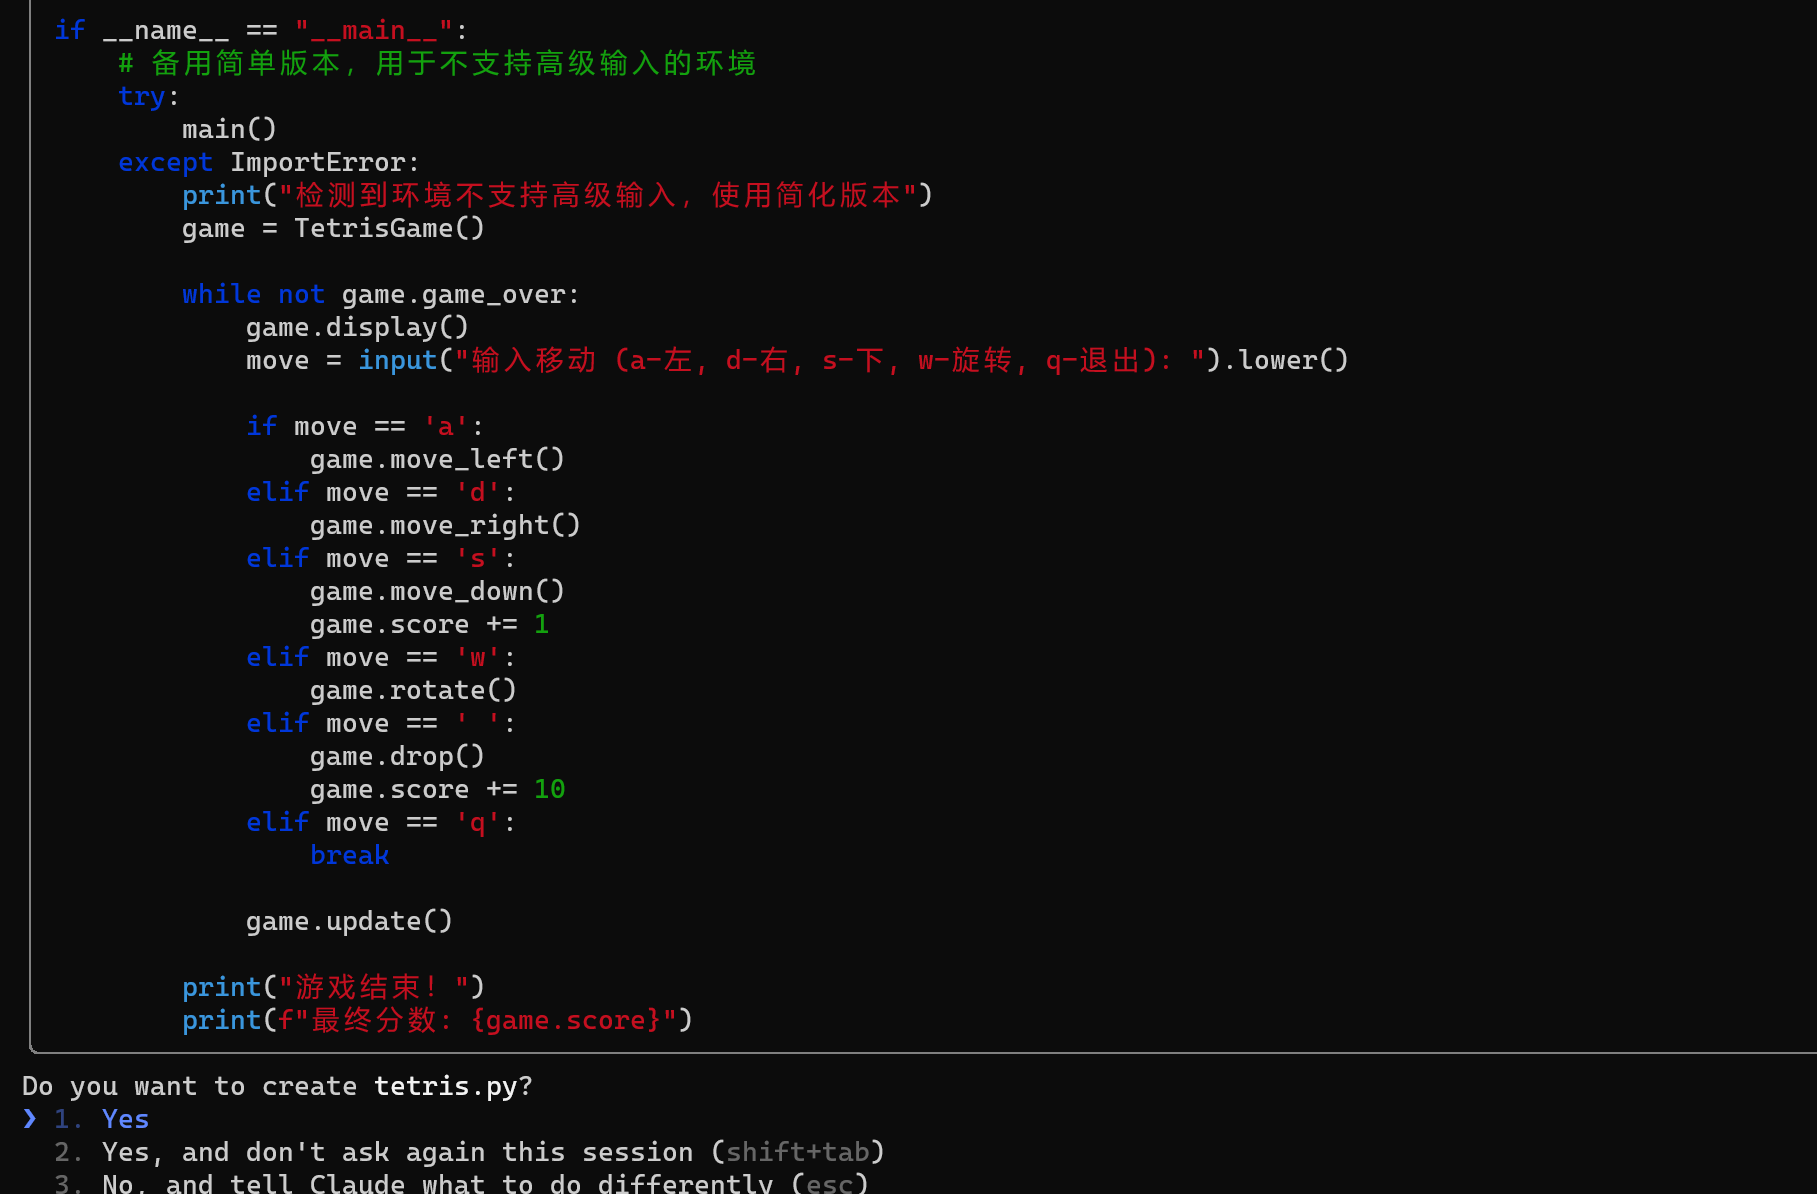 if __name__ == "__main__":
    # 备用简单版本，用于不支持高级输入的环境
    try:
        main()
    except ImportError:
        print("检测到环境不支持高级输入，使用简化版本")
        game = TetrisGame()

        while not game.game_over:
            game.display()
            move = input("输入移动 (a-左, d-右, s-下, w-旋转, q-退出): ").lower()

            if move == 'a':
                game.move_left()
            elif move == 'd':
                game.move_right()
            elif move == 's':
                game.move_down()
                game.score += 1
            elif move == 'w':
                game.rotate()
            elif move == ' ':
                game.drop()
                game.score += 10
            elif move == 'q':
                break

            game.update()

        print("游戏结束！")
        print(f"最终分数: {game.score}")
Do you want to create tetris.py?
❯ 1. Yes
  2. Yes, and don't ask again this session (shift+tab)
  3. No, and tell Claude what to do differently (esc)